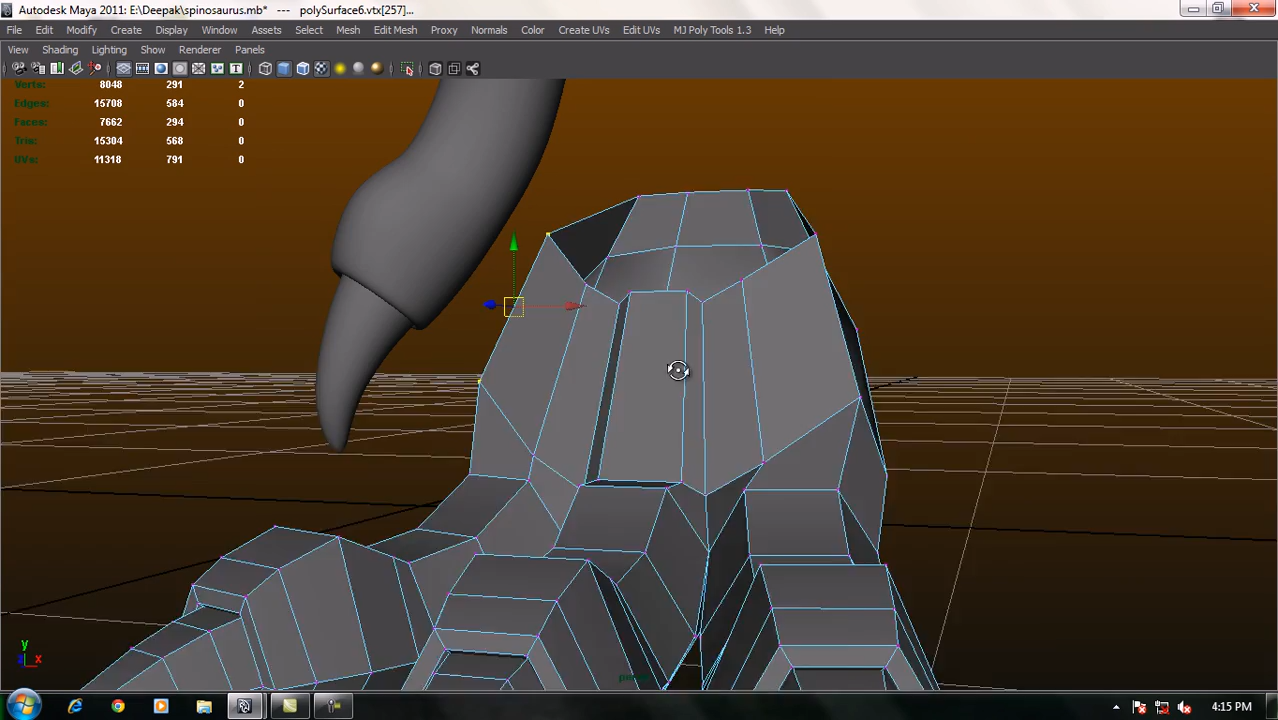 Autodesk Maya 2011: E:\Deepak\spinosaurus.mb*   ---   polySurface6.vtx[257]...
File Edit Modify Create Display Window Assets Select Mesh Edit Mesh Proxy Normals Color Create UVs Edit UVs MJ Poly Tools 1.3 Help
View Shading Lighting Show Renderer Panels
Verts: 8048 291 2
Edges: 15708 584 0
Faces: 7662 294 0
Tris: 15304 568 0
UVs: 11318 791 0
y
x
4:15 PM